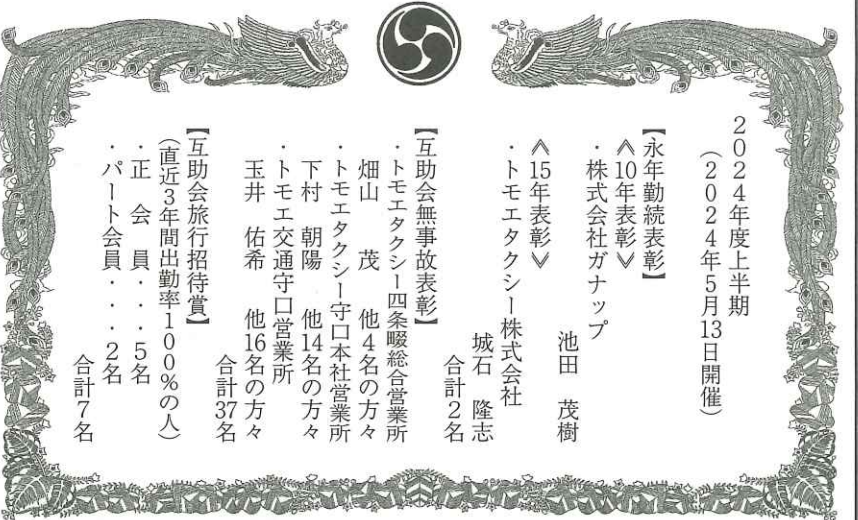 2024年度上半期
(2024年5月13日開催)
【永年勤続表彰】
≪10年表彰≫
・株式会社ガナップ
池田 茂樹
≪15年表彰≫
・トモエタクシー株式会社
城石 隆志
合計2名
【互助会無事故表彰】
・トモエタクシー四条畷総合営業所
畑山 茂 他4名の方々
・トモエタクシー守口本社営業所
下村 朝陽 他14名の方々
・トモエ交通守口営業所
玉井 佑希 他16名の方々
合計37名
【互助会旅行招待賞】
(直近3年間出勤率100%の人)
・正会員・・・5名
・パート会員・・・2名
合計7名